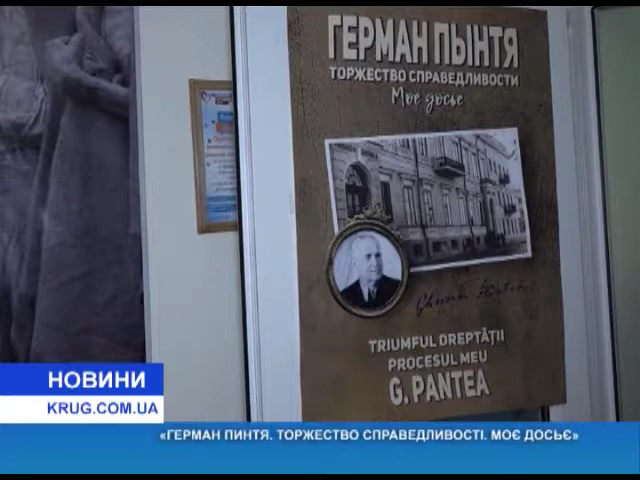 ГЕРМАН ПЫНТЯ
ТОРЖЕСТВО СПРАВЕДЛИВОСТИ
Мое досье
TRIUMFUL DREPTĂȚII
PROCESUL MEU
G. PANTEA
НОВИНИ
KRUG.COM.UA
«ГЕРМАН ПИНТЯ. ТОРЖЕСТВО СПРАВЕДЛИВОСТІ. МОЄ ДОСЬЄ»